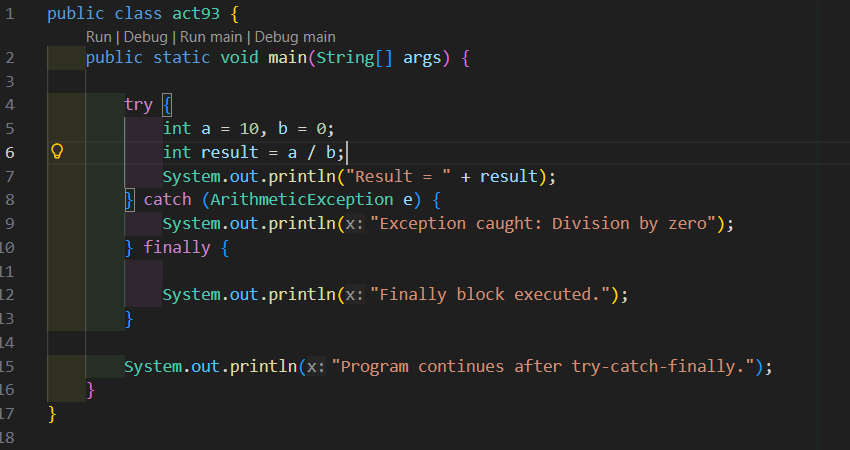 1 public class act93 {
Run | Debug | Run main | Debug main
2 public static void main(String[] args) {
3
4 try {
5 int a = 10, b = 0;
6 int result = a / b;
7 System.out.println("Result = " + result);
8 } catch (ArithmeticException e) {
9 System.out.println(x: "Exception caught: Division by zero");
10 } finally {
11
12 System.out.println(x: "Finally block executed.");
13 }
14
15 System.out.println(x: "Program continues after try-catch-finally.");
16 }
17 }
18